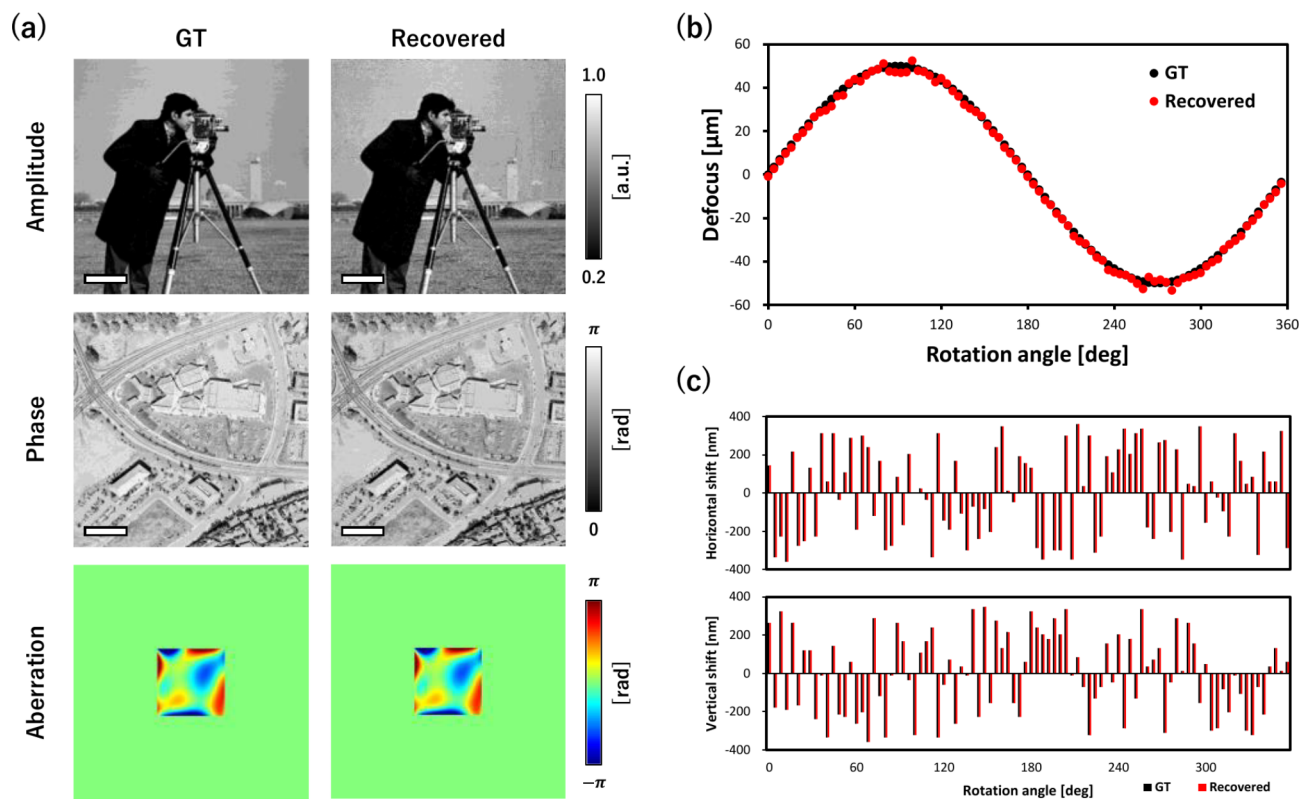 (a)
GT
Recovered
Amplitude
1.0
[a.u.]
0.2
Phase
π
[rad]
0
Aberration
π
[rad]
−π
(b)
Defocus [μm]
60
40
20
0
-20
-40
-60
GT
Recovered
0
60
120
180
240
300
360
Rotation angle [deg]
(c)
Horizontal shift [nm]
400
200
0
-200
-400
Vertical shift [nm]
400
200
0
-200
-400
0
60
120
180
240
300
Rotation angle [deg]
GT
Recovered